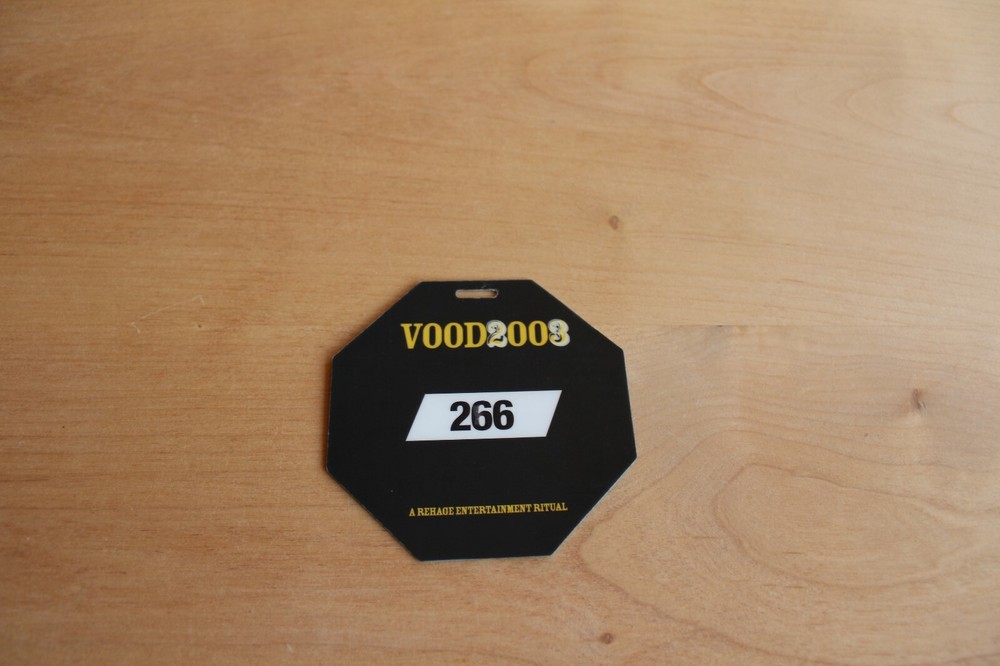 VOOD2003
266
A REHAGE ENTERTAINMENT RITUAL